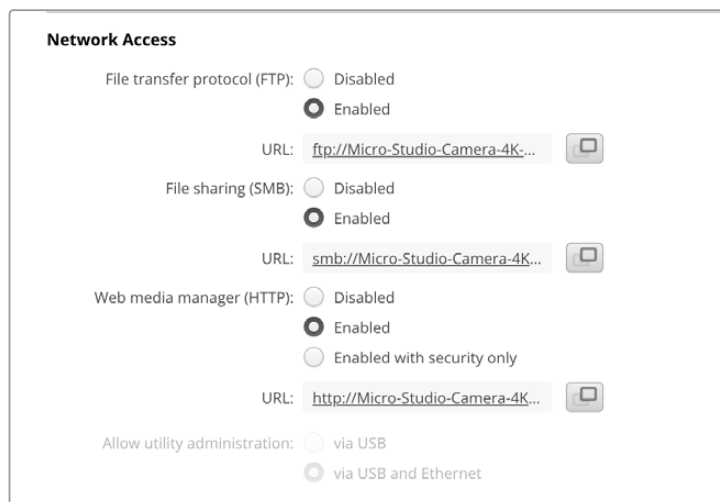 Network Access
File transfer protocol (FTP): Disabled
Enabled
URL: ftp://Micro-Studio-Camera-4K-...
File sharing (SMB): Disabled
Enabled
URL: smb://Micro-Studio-Camera-4K...
Web media manager (HTTP): Disabled
Enabled
Enabled with security only
URL: http://Micro-Studio-Camera-4K...
Allow utility administration: via USB
via USB and Ethernet